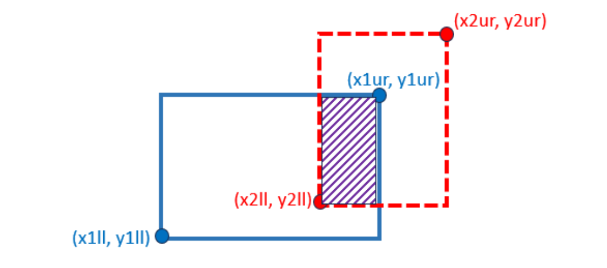 (x2ur, y2ur)
(x1ur, y1ur)
(x2ll, y2ll)
(x1ll, y1ll)